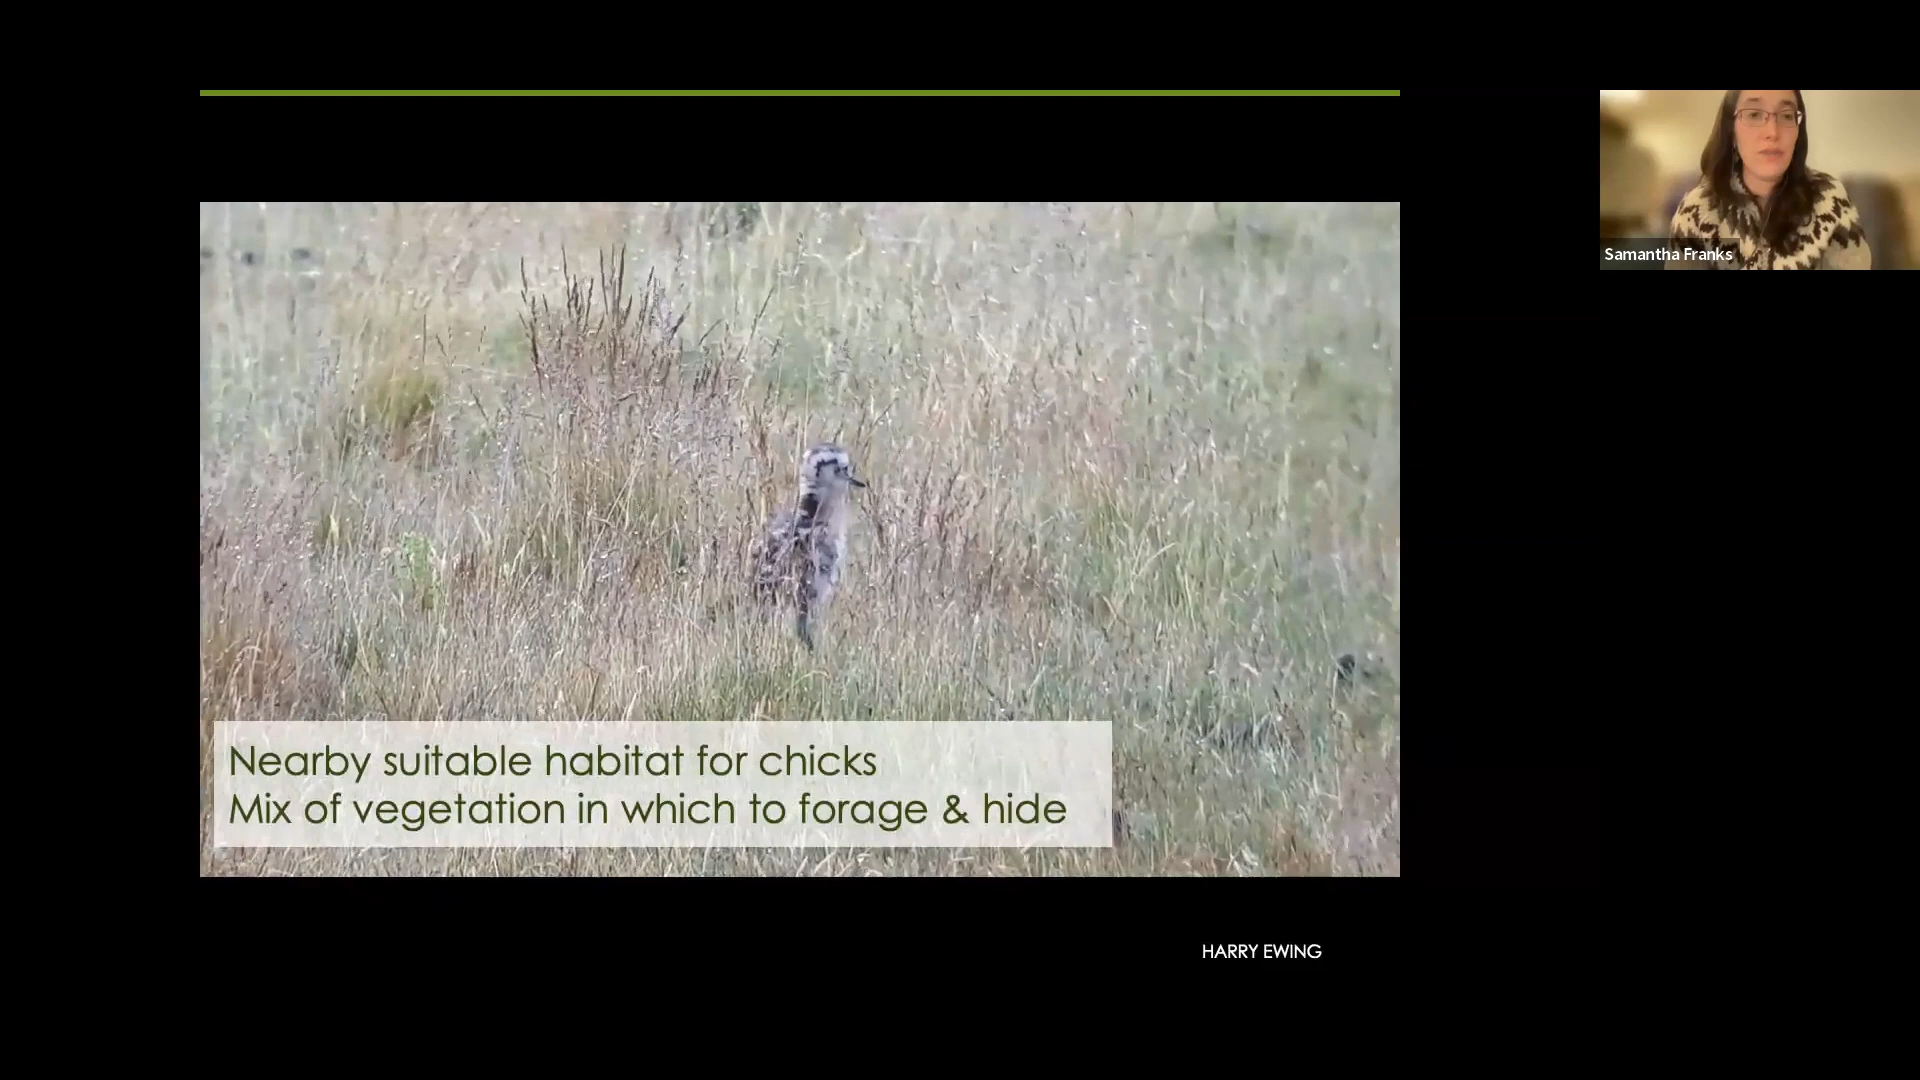 Samantha Franks
Nearby suitable habitat for chicks
Mix of vegetation in which to forage & hide
HARRY EWING